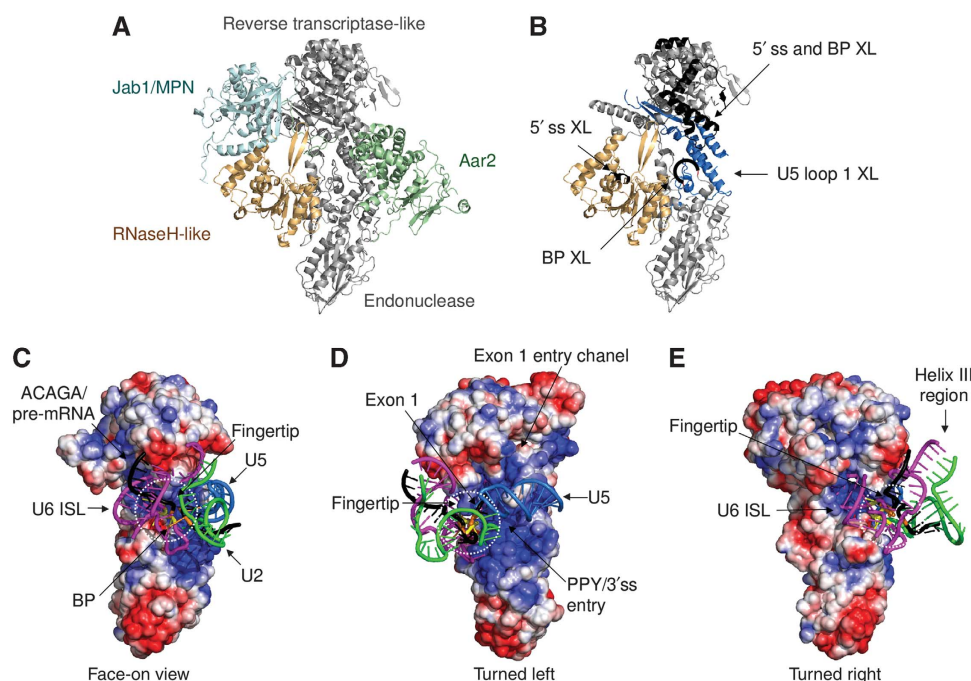 A
Reverse transcriptase-like
Jab1/MPN
Aar2
RNaseH-like
Endonuclease
B
5′ ss and BP XL
5′ ss XL
U5 loop 1 XL
BP XL
C
ACAGA/
pre-mRNA
Fingertip
U5
U6 ISL
U2
BP
Face-on view
D
Exon 1 entry chanel
Exon 1
Fingertip
U5
PPY/3′ss
entry
Turned left
E
Helix III
region
Fingertip
U6 ISL
Turned right